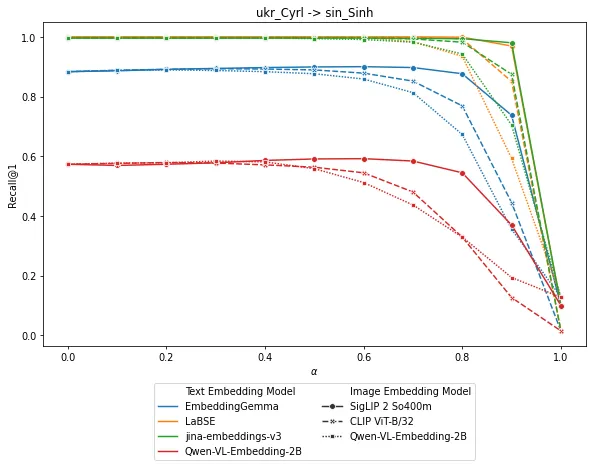 ukr_Cyrl -> sin_Sinh
Recall@1
1.0
0.8
0.6
0.4
0.2
0.0
0.0 0.2 0.4 0.6 0.8 1.0
α
Text Embedding Model
EmbeddingGemma
LaBSE
jina-embeddings-v3
Qwen-VL-Embedding-2B
Image Embedding Model
SigLIP 2 So400m
CLIP ViT-B/32
Qwen-VL-Embedding-2B